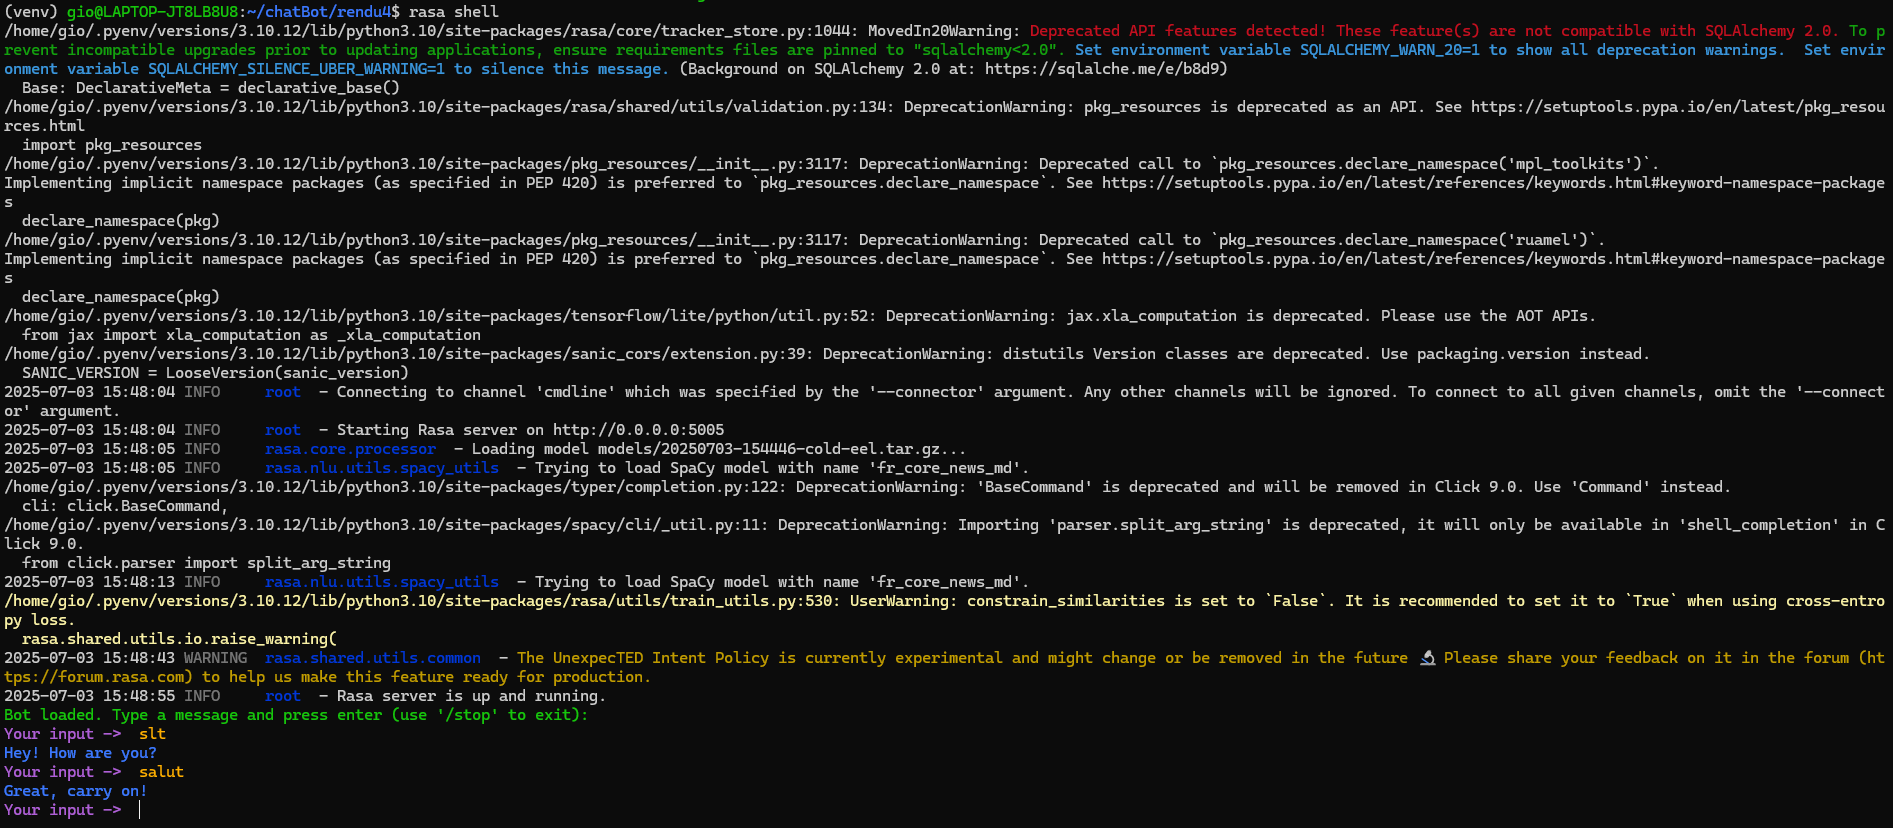 (venv) gio@LAPTOP-JT8LB8U8:~/chatBot/rendu4$ rasa shell
/home/gio/.pyenv/versions/3.10.12/lib/python3.10/site-packages/rasa/core/tracker_store.py:1044: MovedIn20Warning: Deprecated API features detected! These feature(s) are not compatible with SQLAlchemy 2.0. To p
revent incompatible upgrades prior to updating applications, ensure requirements files are pinned to "sqlalchemy<2.0". Set environment variable SQLALCHEMY_WARN_20=1 to show all deprecation warnings.  Set envir
onment variable SQLALCHEMY_SILENCE_UBER_WARNING=1 to silence this message. (Background on SQLAlchemy 2.0 at: https://sqlalche.me/e/b8d9)
  Base: DeclarativeMeta = declarative_base()
/home/gio/.pyenv/versions/3.10.12/lib/python3.10/site-packages/rasa/shared/utils/validation.py:134: DeprecationWarning: pkg_resources is deprecated as an API. See https://setuptools.pypa.io/en/latest/pkg_resou
rces.html
  import pkg_resources
/home/gio/.pyenv/versions/3.10.12/lib/python3.10/site-packages/pkg_resources/__init__.py:3117: DeprecationWarning: Deprecated call to `pkg_resources.declare_namespace('mpl_toolkits')`.
Implementing implicit namespace packages (as specified in PEP 420) is preferred to `pkg_resources.declare_namespace`. See https://setuptools.pypa.io/en/latest/references/keywords.html#keyword-namespace-package
s
  declare_namespace(pkg)
/home/gio/.pyenv/versions/3.10.12/lib/python3.10/site-packages/pkg_resources/__init__.py:3117: DeprecationWarning: Deprecated call to `pkg_resources.declare_namespace('ruamel')`.
Implementing implicit namespace packages (as specified in PEP 420) is preferred to `pkg_resources.declare_namespace`. See https://setuptools.pypa.io/en/latest/references/keywords.html#keyword-namespace-package
s
  declare_namespace(pkg)
/home/gio/.pyenv/versions/3.10.12/lib/python3.10/site-packages/tensorflow/lite/python/util.py:52: DeprecationWarning: jax.xla_computation is deprecated. Please use the AOT APIs.
  from jax import xla_computation as _xla_computation
/home/gio/.pyenv/versions/3.10.12/lib/python3.10/site-packages/sanic_cors/extension.py:39: DeprecationWarning: distutils Version classes are deprecated. Use packaging.version instead.
  SANIC_VERSION = LooseVersion(sanic_version)
2025-07-03 15:48:04 INFO     root  - Connecting to channel 'cmdline' which was specified by the '--connector' argument. Any other channels will be ignored. To connect to all given channels, omit the '--connect
or' argument.
2025-07-03 15:48:04 INFO     root  - Starting Rasa server on http://0.0.0.0:5005
2025-07-03 15:48:05 INFO     rasa.core.processor  - Loading model models/20250703-154446-cold-eel.tar.gz...
2025-07-03 15:48:05 INFO     rasa.nlu.utils.spacy_utils  - Trying to load SpaCy model with name 'fr_core_news_md'.
/home/gio/.pyenv/versions/3.10.12/lib/python3.10/site-packages/typer/completion.py:122: DeprecationWarning: 'BaseCommand' is deprecated and will be removed in Click 9.0. Use 'Command' instead.
  cli: click.BaseCommand,
/home/gio/.pyenv/versions/3.10.12/lib/python3.10/site-packages/spacy/cli/_util.py:11: DeprecationWarning: Importing 'parser.split_arg_string' is deprecated, it will only be available in 'shell_completion' in C
lick 9.0.
  from click.parser import split_arg_string
2025-07-03 15:48:13 INFO     rasa.nlu.utils.spacy_utils  - Trying to load SpaCy model with name 'fr_core_news_md'.
/home/gio/.pyenv/versions/3.10.12/lib/python3.10/site-packages/rasa/utils/train_utils.py:530: UserWarning: constrain_similarities is set to `False`. It is recommended to set it to `True` when using cross-entro
py loss.
  rasa.shared.utils.io.raise_warning(
2025-07-03 15:48:43 WARNING  rasa.shared.utils.common  - The UnexpecTED Intent Policy is currently experimental and might change or be removed in the future 🔬 Please share your feedback on it in the forum (ht
tps://forum.rasa.com) to help us make this feature ready for production.
2025-07-03 15:48:55 INFO     root  - Rasa server is up and running.
Bot loaded. Type a message and press enter (use '/stop' to exit):
Your input ->  slt
Hey! How are you?
Your input ->  salut
Great, carry on!
Your input ->